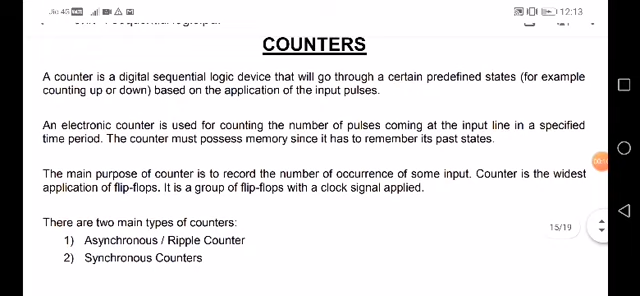 Jio 4G
12:13
COUNTERS
A counter is a digital sequential logic device that will go through a certain predefined states (for example
counting up or down) based on the application of the input pulses.
An electronic counter is used for counting the number of pulses coming at the input line in a specified
time period. The counter must possess memory since it has to remember its past states.
The main purpose of counter is to record the number of occurrence of some input. Counter is the widest
application of flip-flops. It is a group of flip-flops with a clock signal applied.
There are two main types of counters:
15/19
1) Asynchronous / Ripple Counter
2) Synchronous Counters